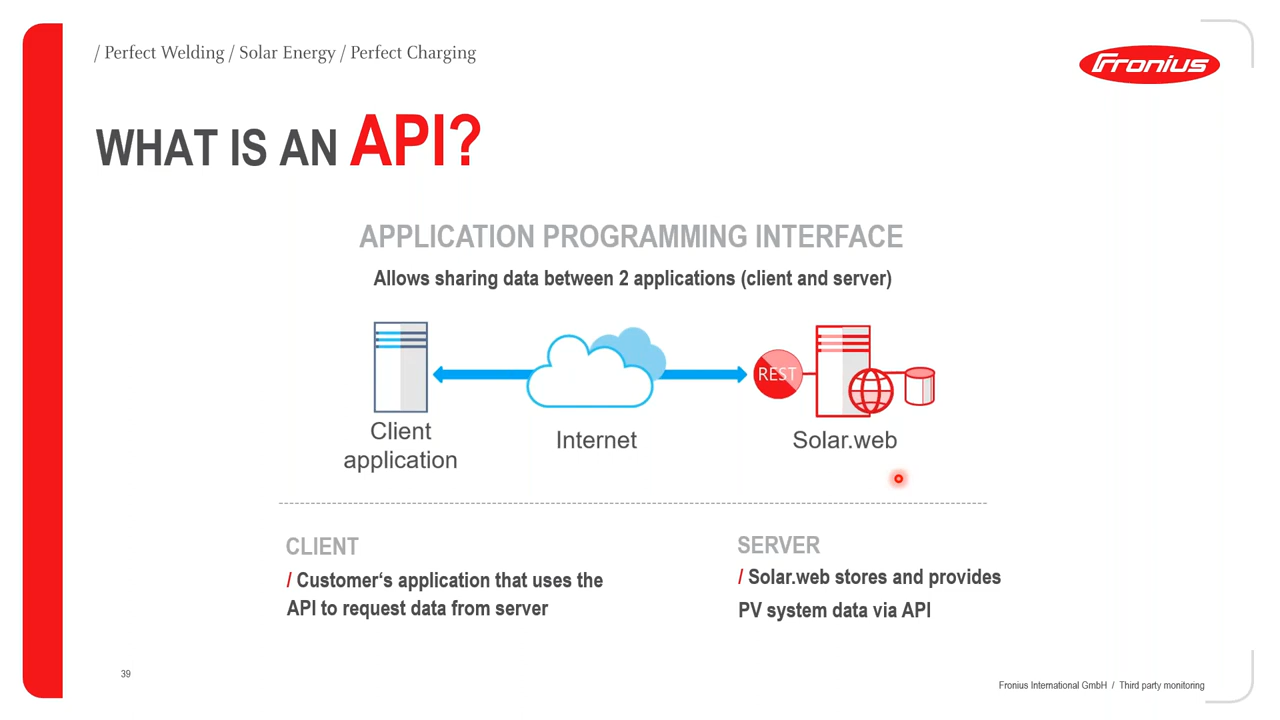 / Perfect Welding / Solar Energy / Perfect Charging
Fronius
WHAT IS AN API?
APPLICATION PROGRAMMING INTERFACE
Allows sharing data between 2 applications (client and server)
REST
Client
application
Internet
Solar.web
CLIENT
/ Customer‘s application that uses the
API to request data from server
SERVER
/ Solar.web stores and provides
PV system data via API
39
Fronius International GmbH / Third party monitoring